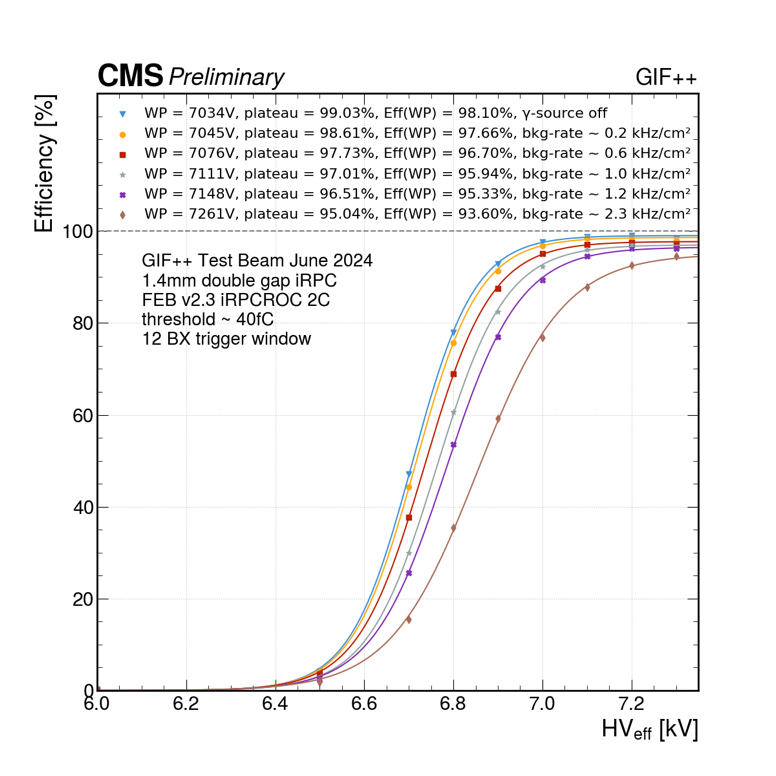 CMS Preliminary GIF++
Efficiency [%]
WP = 7034V, plateau = 99.03%, Eff(WP) = 98.10%, γ-source off
WP = 7045V, plateau = 98.61%, Eff(WP) = 97.66%, bkg-rate ~ 0.2 kHz/cm²
WP = 7076V, plateau = 97.73%, Eff(WP) = 96.70%, bkg-rate ~ 0.6 kHz/cm²
WP = 7111V, plateau = 97.01%, Eff(WP) = 95.94%, bkg-rate ~ 1.0 kHz/cm²
WP = 7148V, plateau = 96.51%, Eff(WP) = 95.33%, bkg-rate ~ 1.2 kHz/cm²
WP = 7261V, plateau = 95.04%, Eff(WP) = 93.60%, bkg-rate ~ 2.3 kHz/cm²
GIF++ Test Beam June 2024
1.4mm double gap iRPC
FEB v2.3 iRPCROC 2C
threshold ~ 40fC
12 BX trigger window
100
80
60
40
20
0
6.0 6.2 6.4 6.6 6.8 7.0 7.2
HVeff [kV]